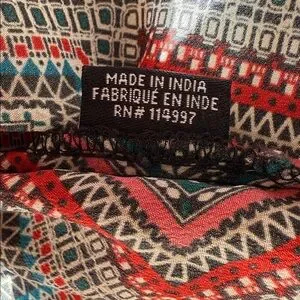 MADE IN INDIA
FABRIQUÉ EN INDE
RN# 114997